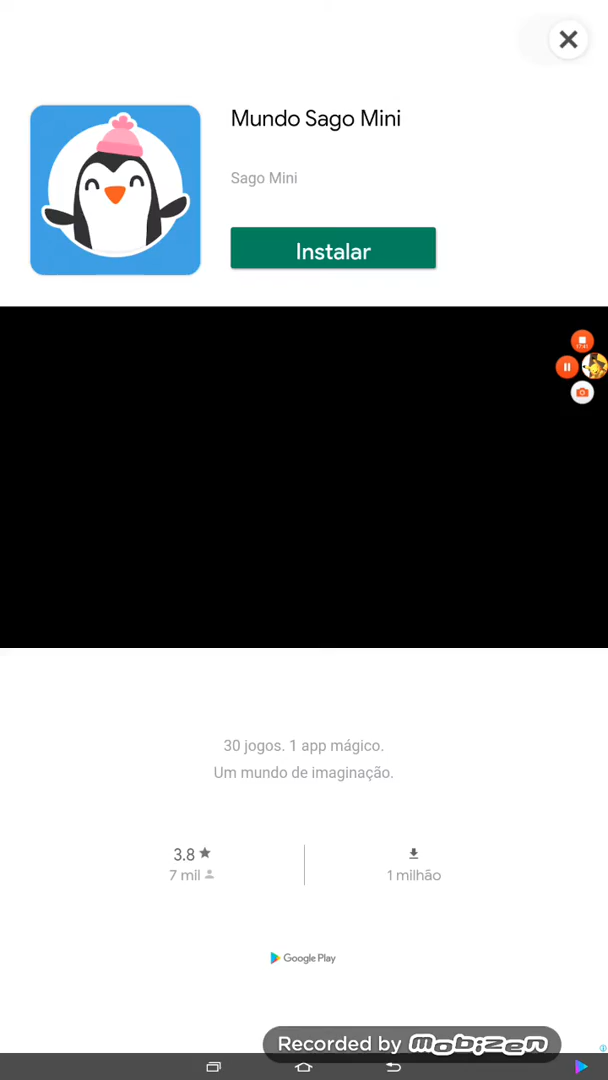 Mundo Sago Mini
Sago Mini
Instalar
30 jogos. 1 app mágico.
Um mundo de imaginação.
3.8
7 mil
1 milhão
Google Play
Recorded by mobizen